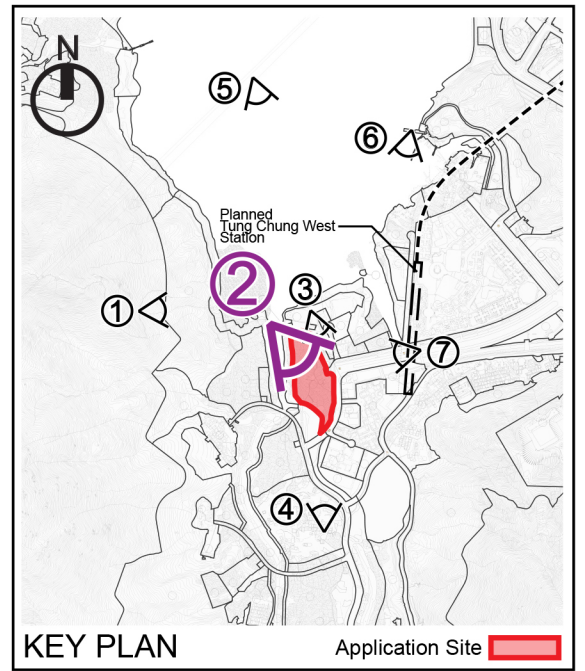 N
5
6
Planned
Tung Chung West
Station
2
3
1
7
4
KEY PLAN
Application Site